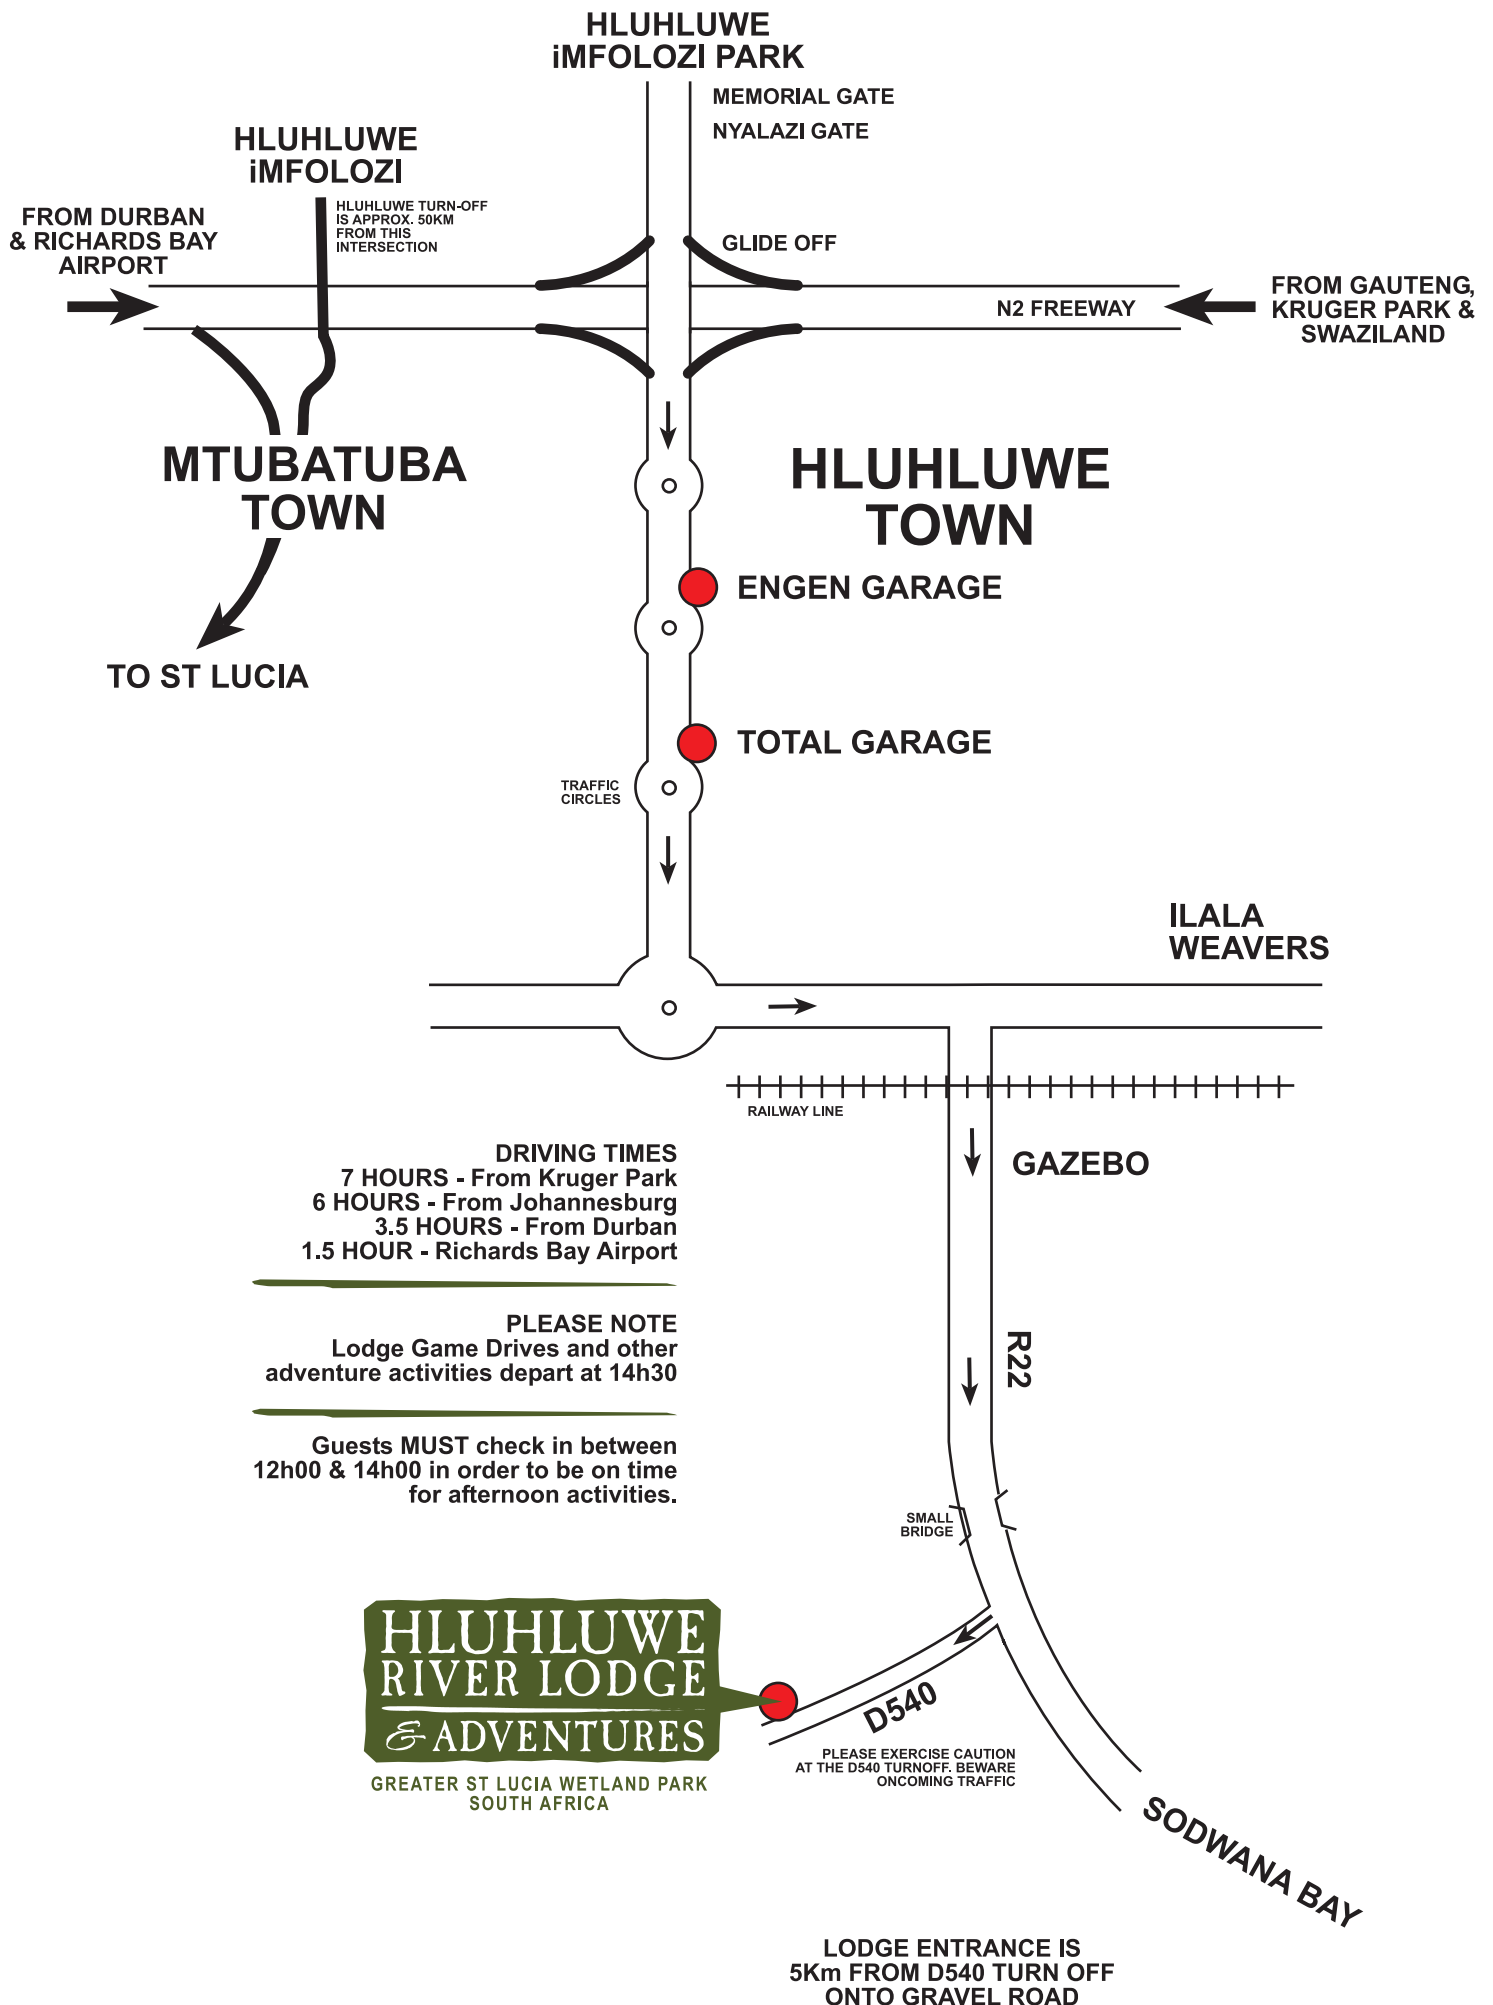 HLUHLUWE
iMFOLOZI PARK
MEMORIAL GATE
NYALAZI GATE
HLUHLUWE
iMFOLOZI
HLUHLUWE TURN-OFF
IS APPROX. 50KM
FROM THIS
INTERSECTION
FROM DURBAN
& RICHARDS BAY
AIRPORT
GLIDE OFF
N2 FREEWAY
FROM GAUTENG,
KRUGER PARK &
SWAZILAND
MTUBATUBA
TOWN
HLUHLUWE
TOWN
ENGEN GARAGE
TO ST LUCIA
TOTAL GARAGE
TRAFFIC
CIRCLES
ILALA
WEAVERS
RAILWAY LINE
GAZEBO
DRIVING TIMES
7 HOURS - From Kruger Park
6 HOURS - From Johannesburg
3.5 HOURS - From Durban
1.5 HOUR - Richards Bay Airport
PLEASE NOTE
Lodge Game Drives and other
adventure activities depart at 14h30
R22
Guests MUST check in between
12h00 & 14h00 in order to be on time
for afternoon activities.
SMALL
BRIDGE
HLUHLUWE
RIVER LODGE
& ADVENTURES
GREATER ST LUCIA WETLAND PARK
SOUTH AFRICA
D540
PLEASE EXERCISE CAUTION
AT THE D540 TURNOFF. BEWARE
ONCOMING TRAFFIC
SODWANA BAY
LODGE ENTRANCE IS
5Km FROM D540 TURN OFF
ONTO GRAVEL ROAD